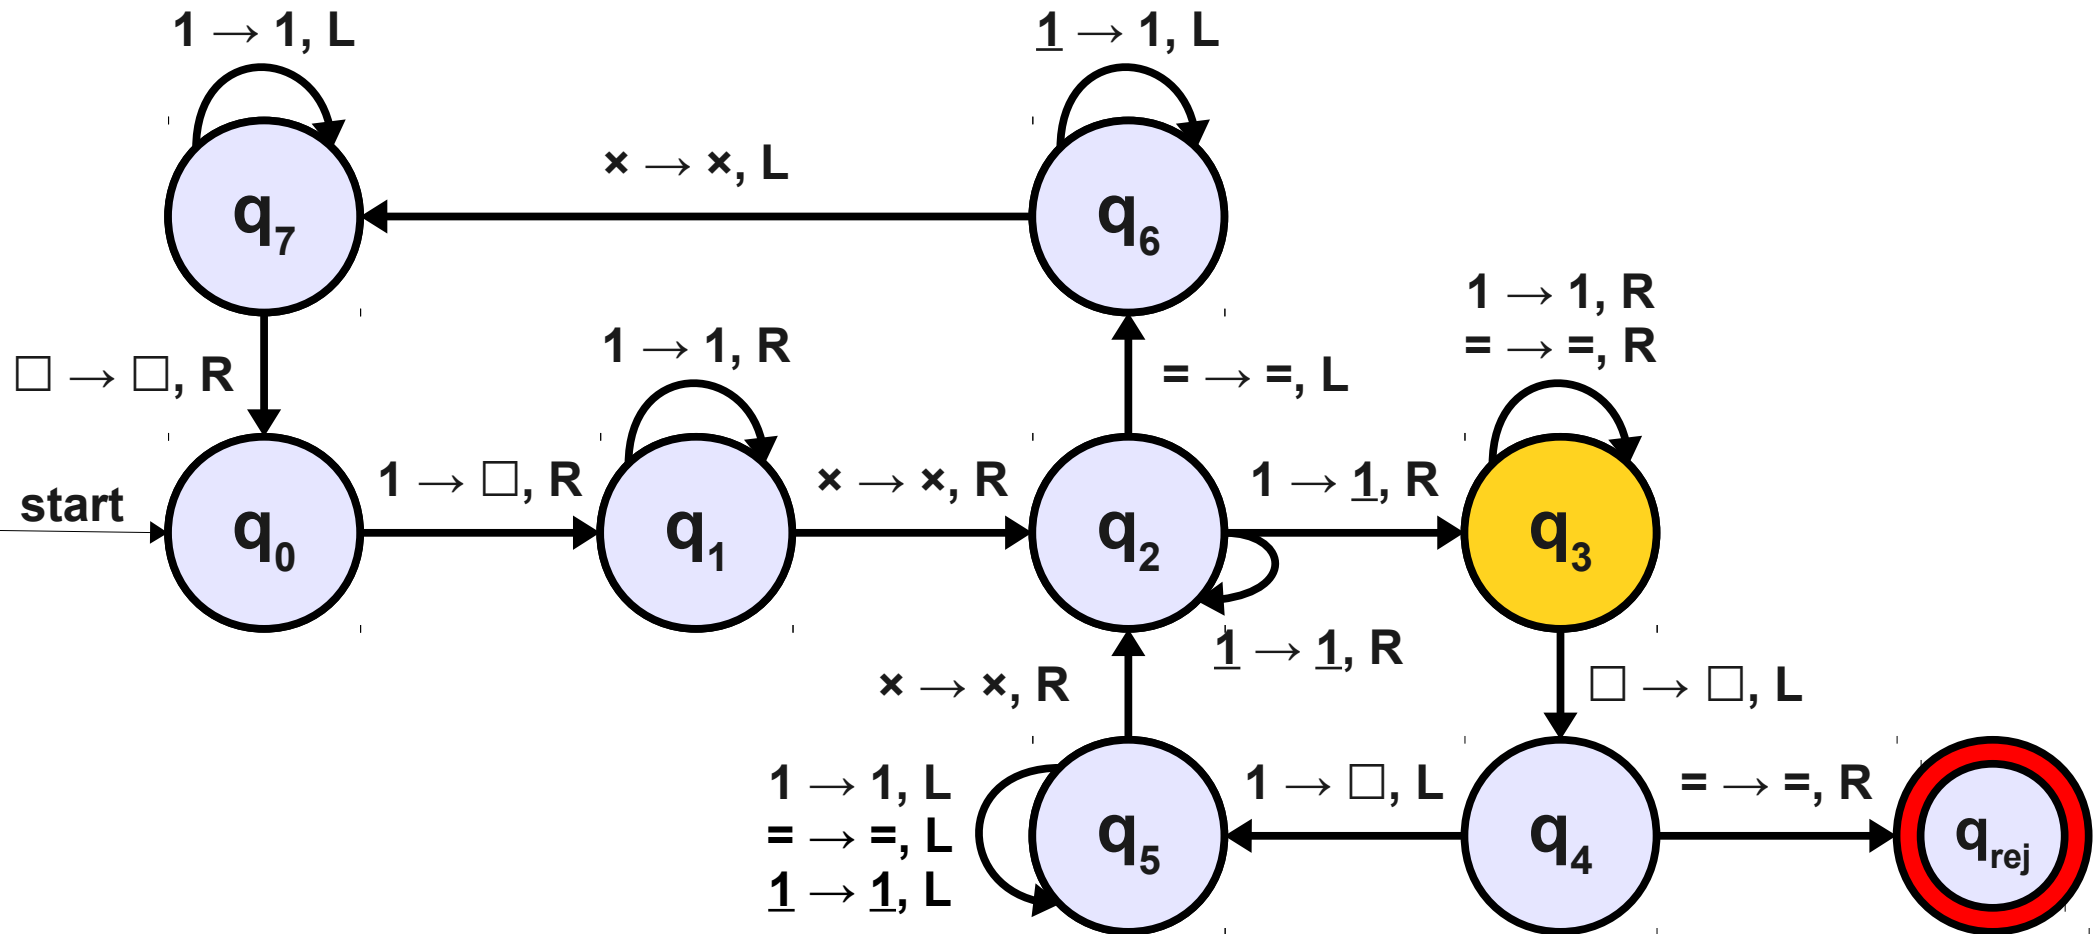 1 → 1, L
1̲ → 1, L
× → ×, L
q₇
q₆
1 → 1, R
= → =, R
1 → 1, R
□ → □, R
= → =, L
start
q₀
1 → □, R
q₁
× → ×, R
q₂
1 → 1̲, R
q₃
1̲ → 1̲, R
× → ×, R
□ → □, L
1 → 1, L
= → =, L
1̲ → 1̲, L
q₅
1 → □, L
q₄
= → =, R
q_rej